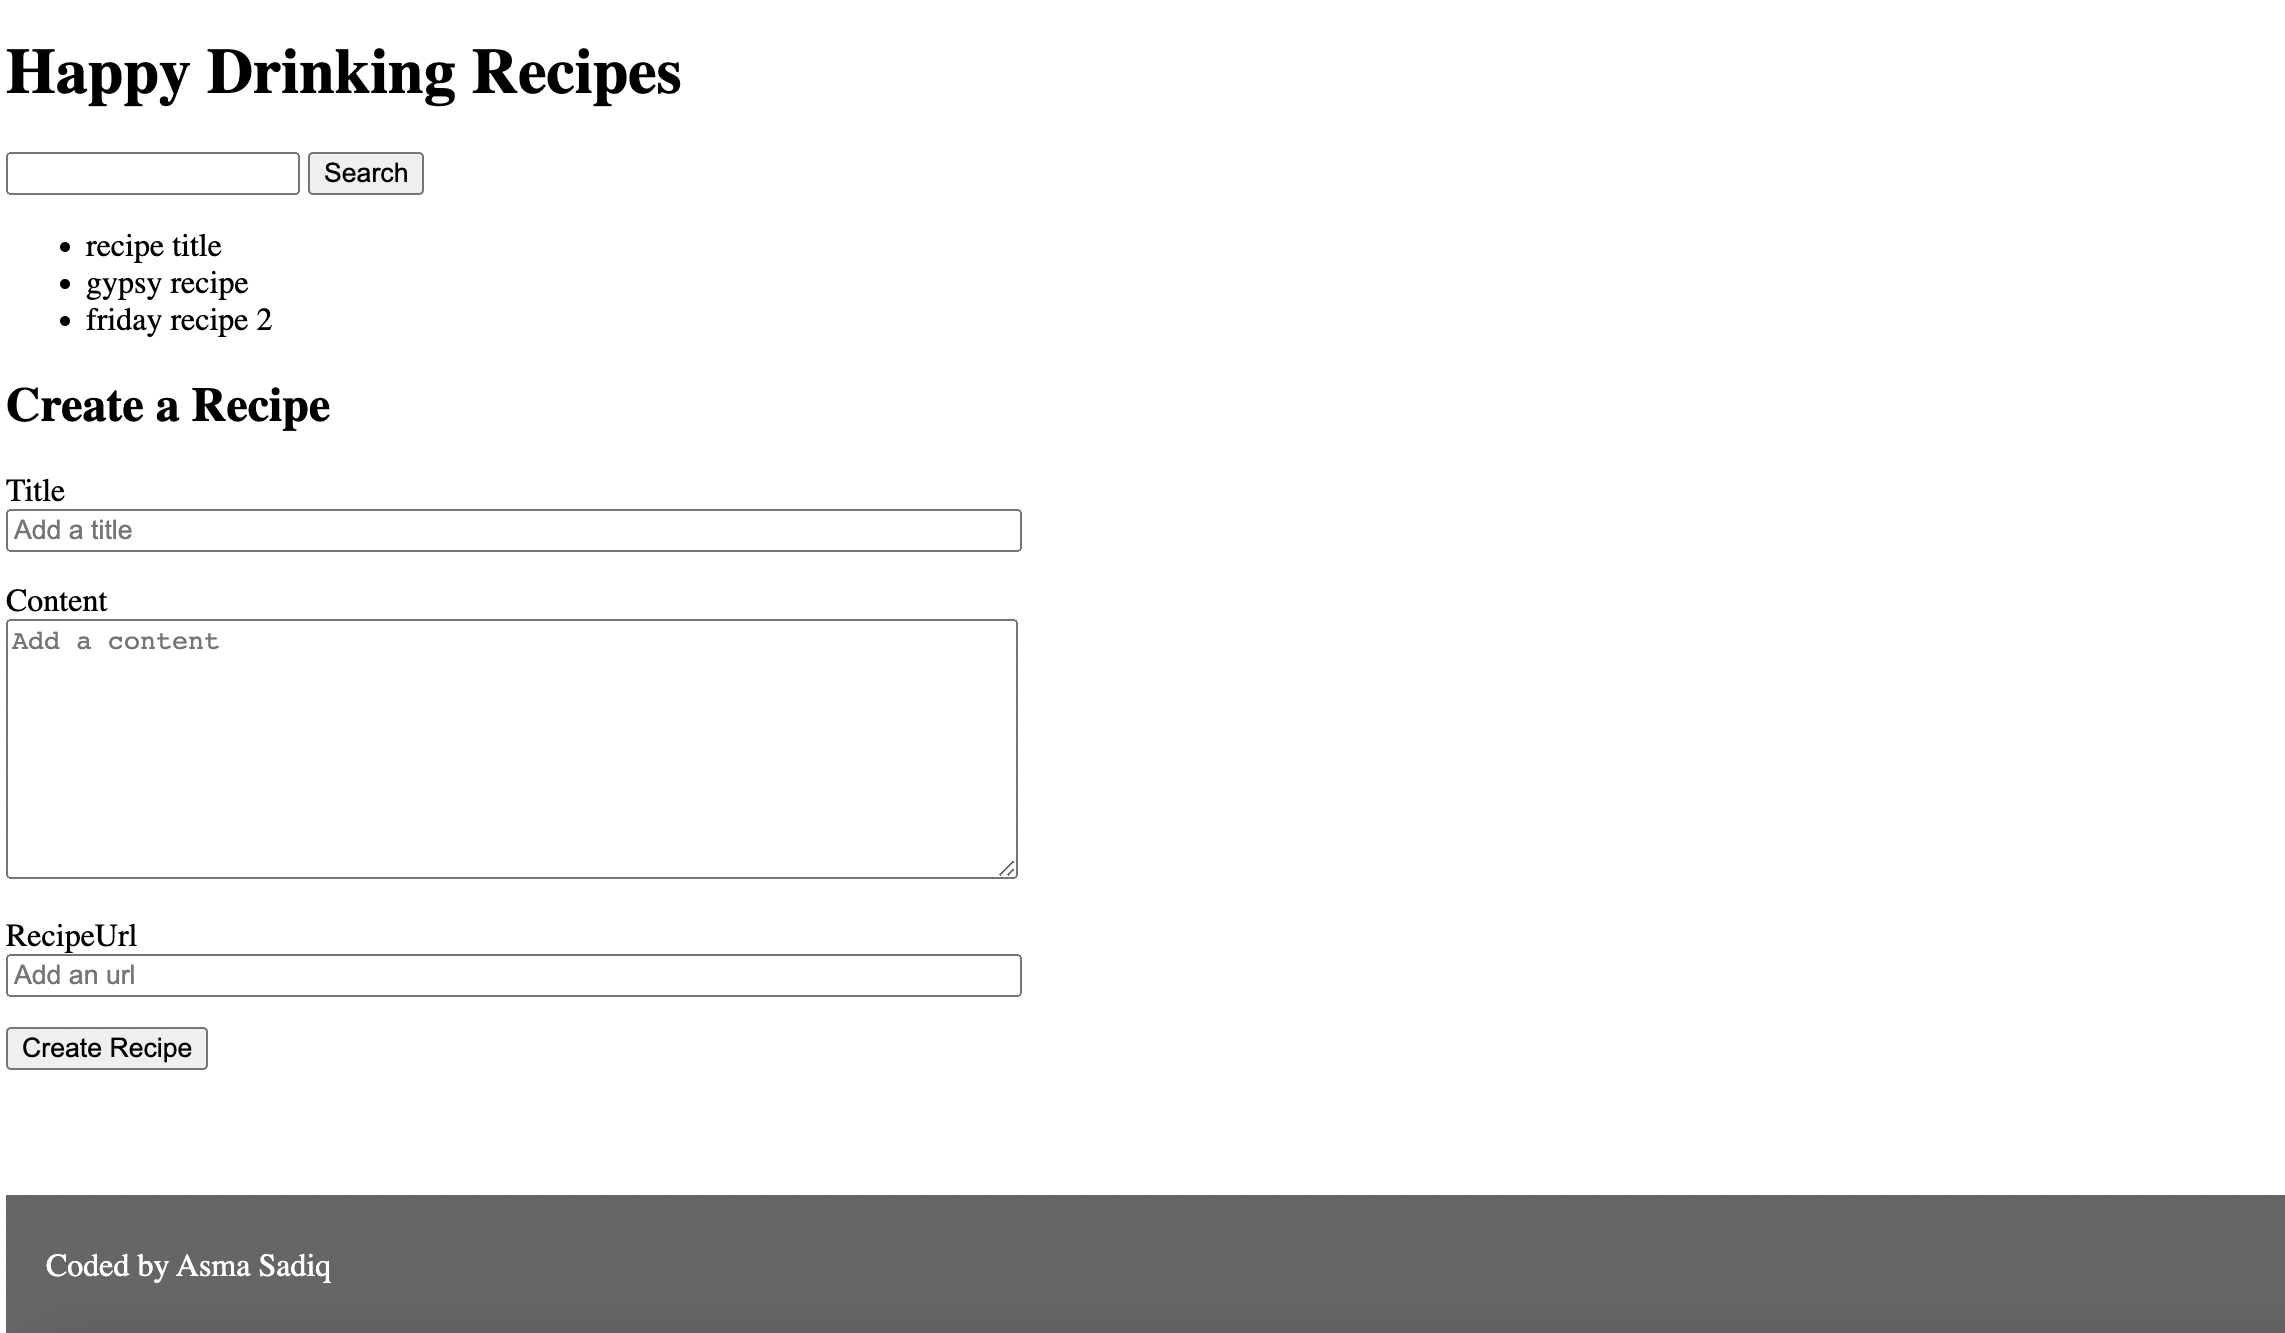 Happy Drinking Recipes
Search
recipe title
gypsy recipe
friday recipe 2
Create a Recipe
Title
Add a title
Content
Add a content
RecipeUrl
Add an url
Create Recipe
Coded by Asma Sadiq